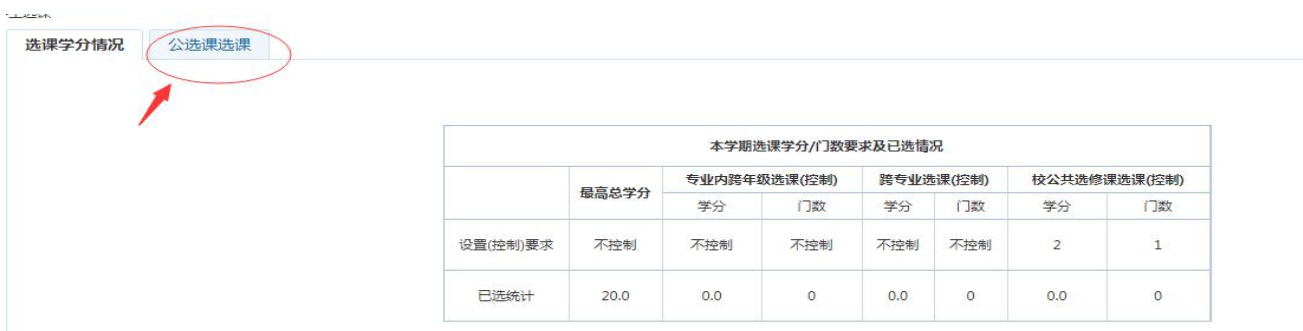 选课学分情况 公选课选课
本学期选课学分/门数要求及已选情况
最高总学分 专业内跨年级选课(控制) 跨专业选课(控制) 校公共选修课选课(控制)
学分 门数 学分 门数 学分 门数
设置(控制)要求 不控制 不控制 不控制 不控制 不控制 2 1
已选统计 20.0 0.0 0 0.0 0 0.0 0